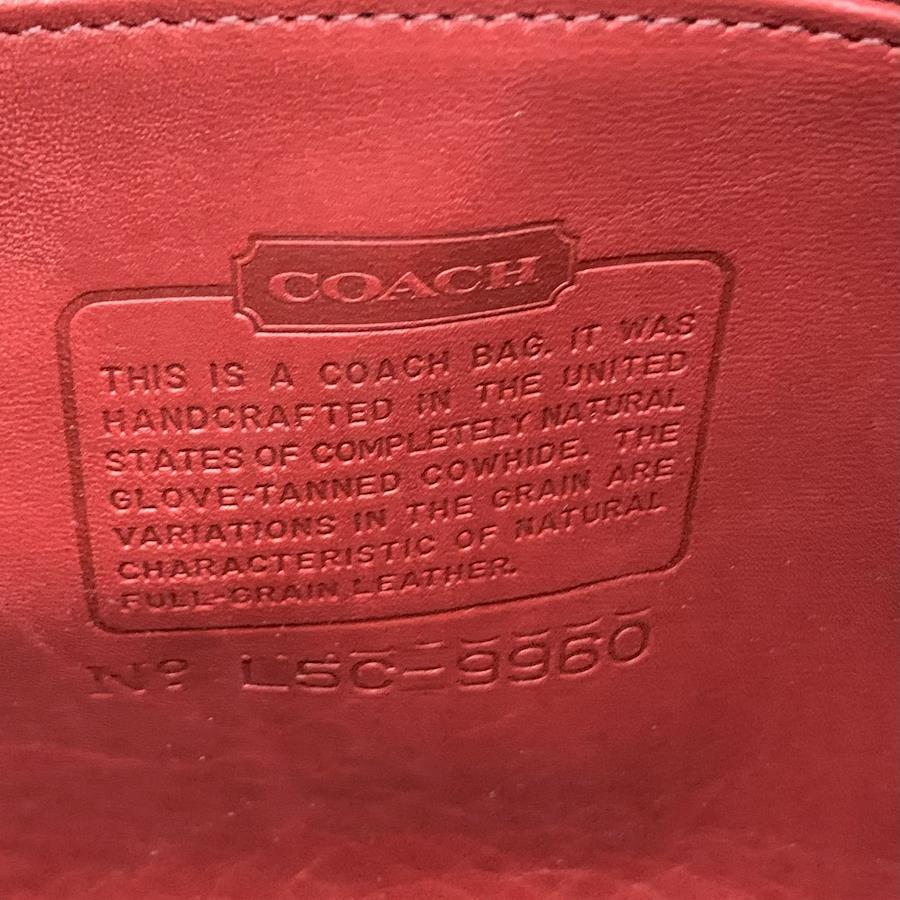 COACH
THIS IS A COACH BAG. IT WAS
HANDCRAFTED IN THE UNITED
STATES OF COMPLETELY NATURAL
GLOVE-TANNED COWHIDE. THE
VARIATIONS IN THE GRAIN ARE
CHARACTERISTIC OF NATURAL
FULL-GRAIN LEATHER.
Nº L5C-9960